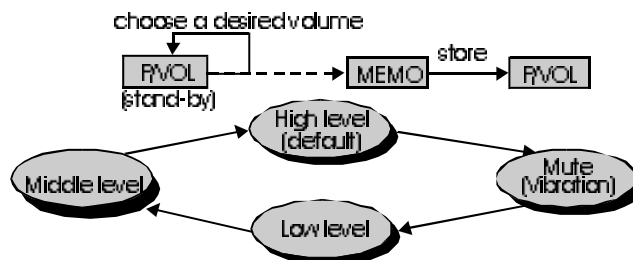 choose a desired volume
R/VOL
(stand-by)
MEMO
store
R/VOL
High level
(default)
Middle level
Mute
(Vibration)
Low level